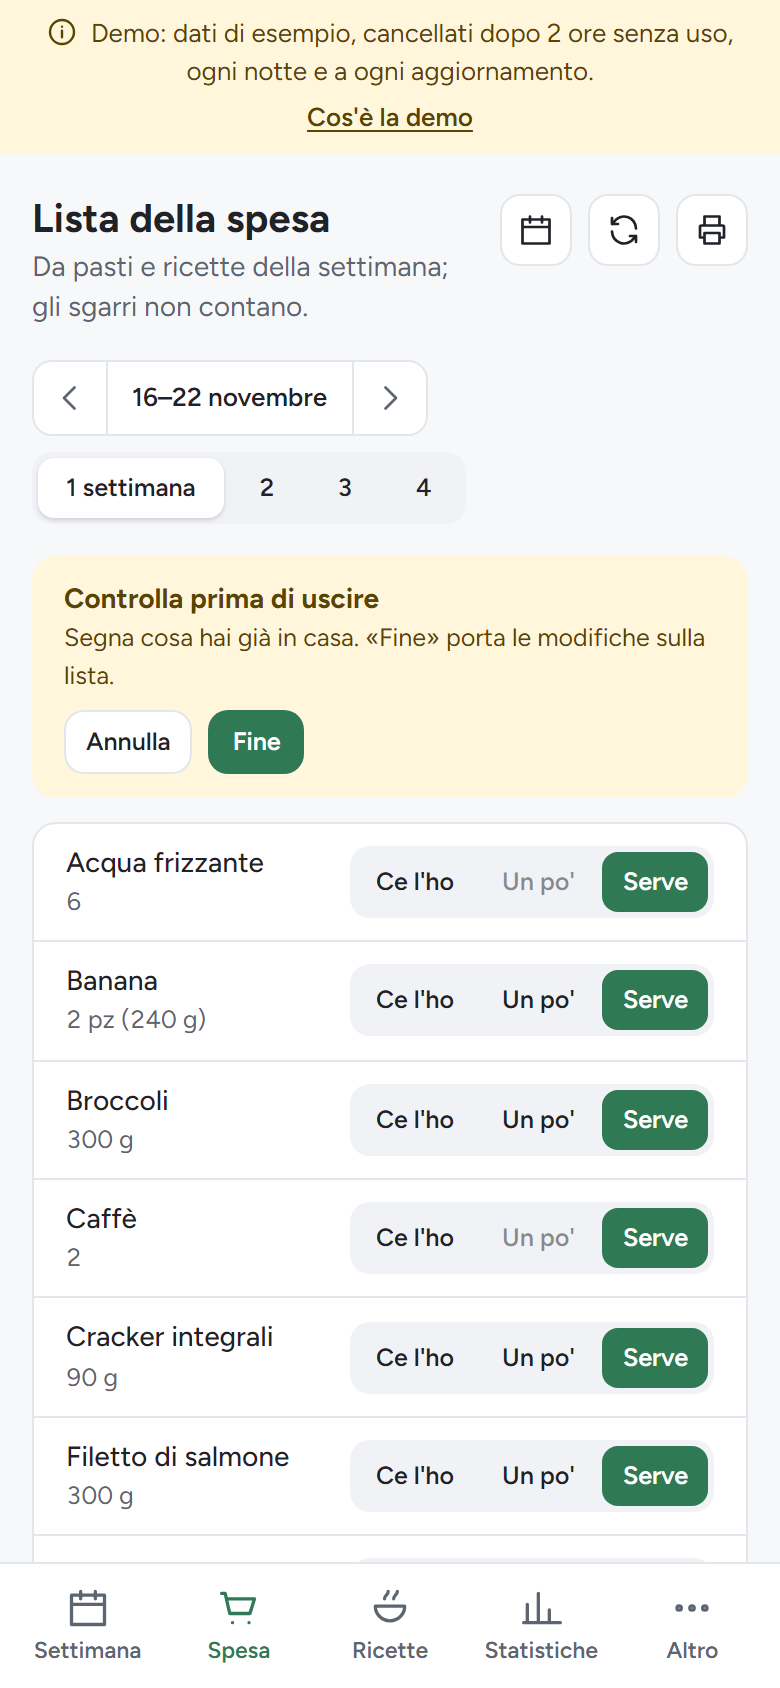 Demo: dati di esempio, cancellati dopo 2 ore senza uso,
ogni notte e a ogni aggiornamento.
Cos'è la demo
Lista della spesa
Da pasti e ricette della settimana;
gli sgarri non contano.
16–22 novembre
1 settimana 2 3 4
Controlla prima di uscire
Segna cosa hai già in casa. «Fine» porta le modifiche sulla
lista.
Annulla Fine
Acqua frizzante
6
Ce l'ho Un po' Serve
Banana
2 pz (240 g)
Ce l'ho Un po' Serve
Broccoli
300 g
Ce l'ho Un po' Serve
Caffè
2
Ce l'ho Un po' Serve
Cracker integrali
90 g
Ce l'ho Un po' Serve
Filetto di salmone
300 g
Ce l'ho Un po' Serve
Settimana Spesa Ricette Statistiche Altro